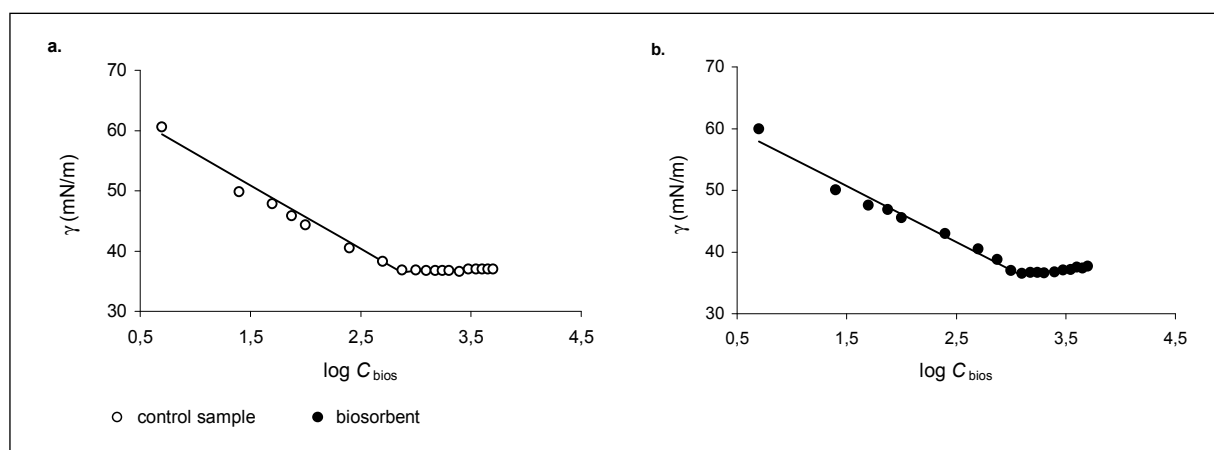 a.
70
60
50
40
30
γ (mN/m)
0,5 1,5 2,5 3,5 4,5
log C bios
b.
70
60
50
40
30
γ (mN/m)
0,5 1,5 2,5 3,5 4,5
log C bios
control sample biosorbent